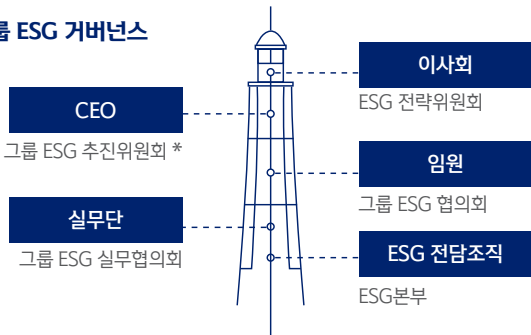 룹 ESG 거버넌스
이사회
ESG 전략위원회
CEO
그룹 ESG 추진위원회 *
임원
그룹 ESG 협의회
실무단
그룹 ESG 실무협의회
ESG 전담조직
ESG본부